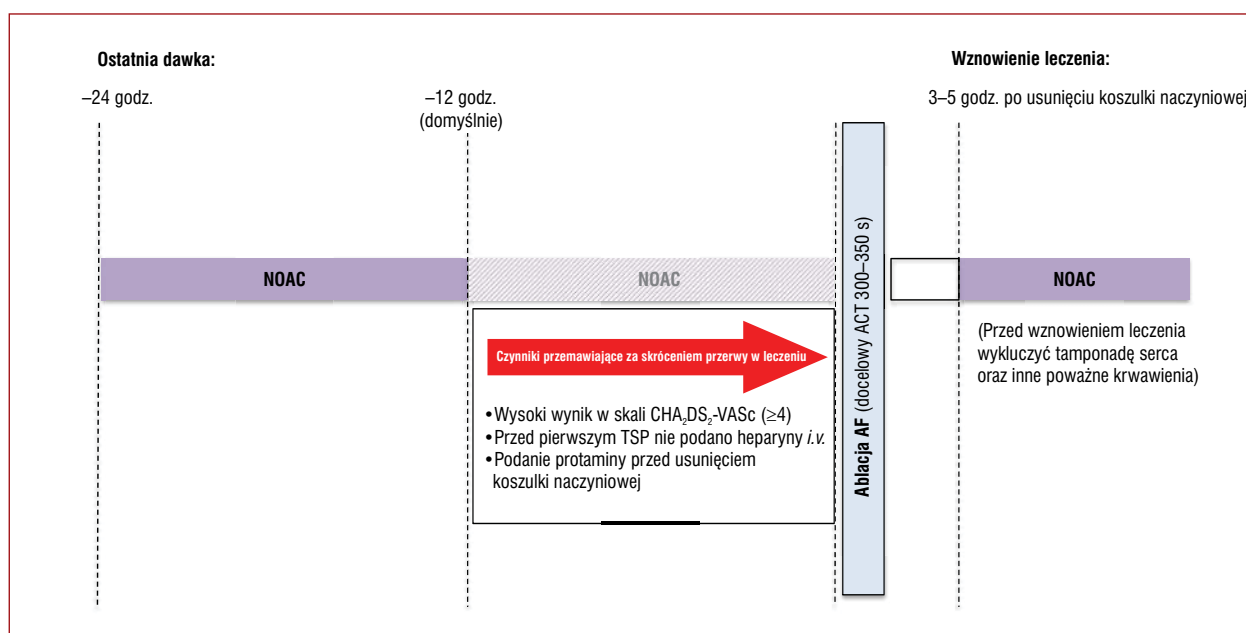 Ostatnia dawka:
Wznowienie leczenia:
–24 godz.
–12 godz.
(domyślnie)
3–5 godz. po usunięciu koszulki naczyniowej
NOAC
NOAC
Ablacja AF (docelowy ACT 300–350 s)
NOAC
Czynniki przemawiające za skróceniem przerwy w leczeniu
•Wysoki wynik w skali CHA₂DS₂-VASc (≥4)
•Przed pierwszym TSP nie podano heparyny i.v.
•Podanie protaminy przed usunięciem
koszulki naczyniowej
(Przed wznowieniem leczenia
wykluczyć tamponadę serca
oraz inne poważne krwawienia)